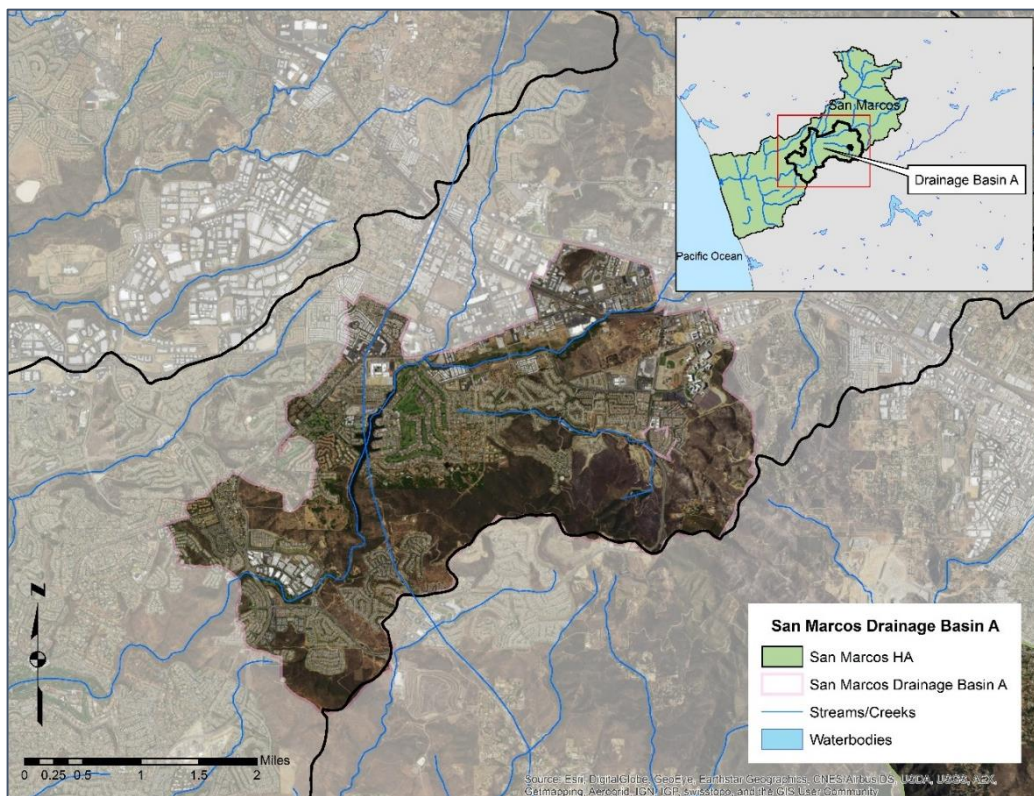 San Marcos
Drainage Basin A
Pacific Ocean
San Marcos Drainage Basin A
San Marcos HA
San Marcos Drainage Basin A
Streams/Creeks
Waterbodies
N
Miles
0 0.25 0.5 1 1.5 2
Source: Esri, DigitalGlobe, GeoEye, Earthstar Geographics, CNES/Airbus DS, USDA, USGS, AEX,
Getmapping, Aerogrid, IGN, IGP, swisstopo, and the GIS User Community